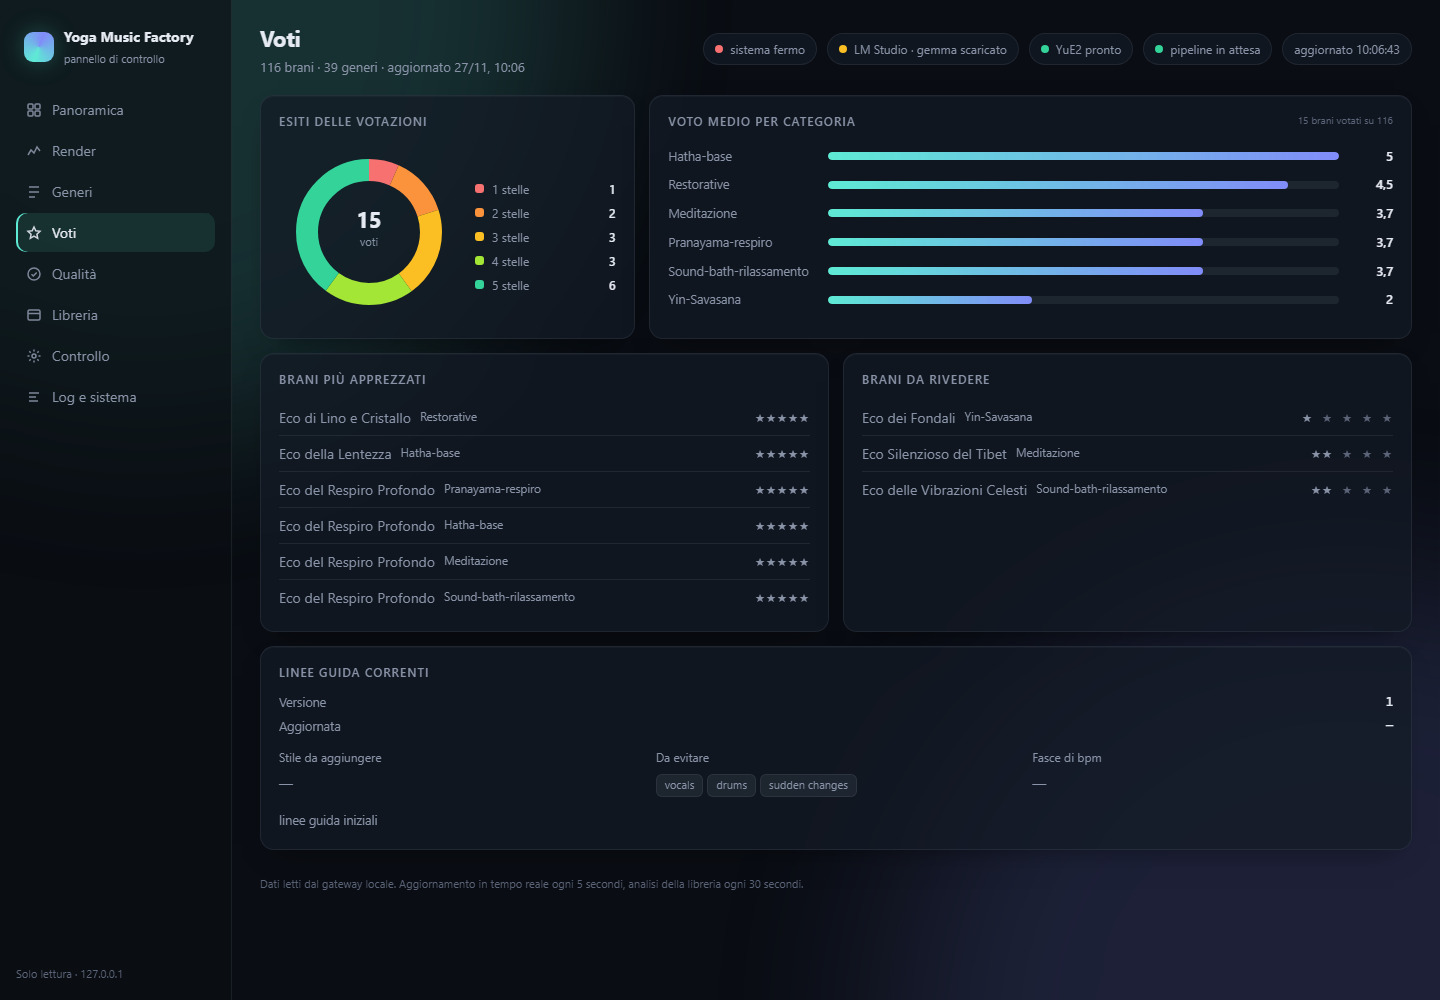 Yoga Music Factory
pannello di controllo
Panoramica
Render
Generi
Voti
Qualità
Libreria
Controllo
Log e sistema
Solo lettura · 127.0.0.1
Voti
116 brani · 39 generi · aggiornato 27/11, 10:06
sistema fermo
LM Studio · gemma scaricato
YuE2 pronto
pipeline in attesa
aggiornato 10:06:43
ESITI DELLE VOTAZIONI
15
voti
1 stelle 1
2 stelle 2
3 stelle 3
4 stelle 3
5 stelle 6
VOTO MEDIO PER CATEGORIA
15 brani votati su 116
Hatha-base 5
Restorative 4,5
Meditazione 3,7
Pranayama-respiro 3,7
Sound-bath-rilassamento 3,7
Yin-Savasana 2
BRANI PIÙ APPREZZATI
Eco di Lino e Cristallo Restorative ★★★★★
Eco della Lentezza Hatha-base ★★★★★
Eco del Respiro Profondo Pranayama-respiro ★★★★★
Eco del Respiro Profondo Hatha-base ★★★★★
Eco del Respiro Profondo Meditazione ★★★★★
Eco del Respiro Profondo Sound-bath-rilassamento ★★★★★
BRANI DA RIVEDERE
Eco dei Fondali Yin-Savasana ★ ★ ★ ★ ★
Eco Silenzioso del Tibet Meditazione ★★ ★ ★ ★
Eco delle Vibrazioni Celesti Sound-bath-rilassamento ★★ ★ ★ ★
LINEE GUIDA CORRENTI
Versione 1
Aggiornata –
Stile da aggiungere
—
Da evitare
vocals drums sudden changes
Fasce di bpm
—
linee guida iniziali
Dati letti dal gateway locale. Aggiornamento in tempo reale ogni 5 secondi, analisi della libreria ogni 30 secondi.